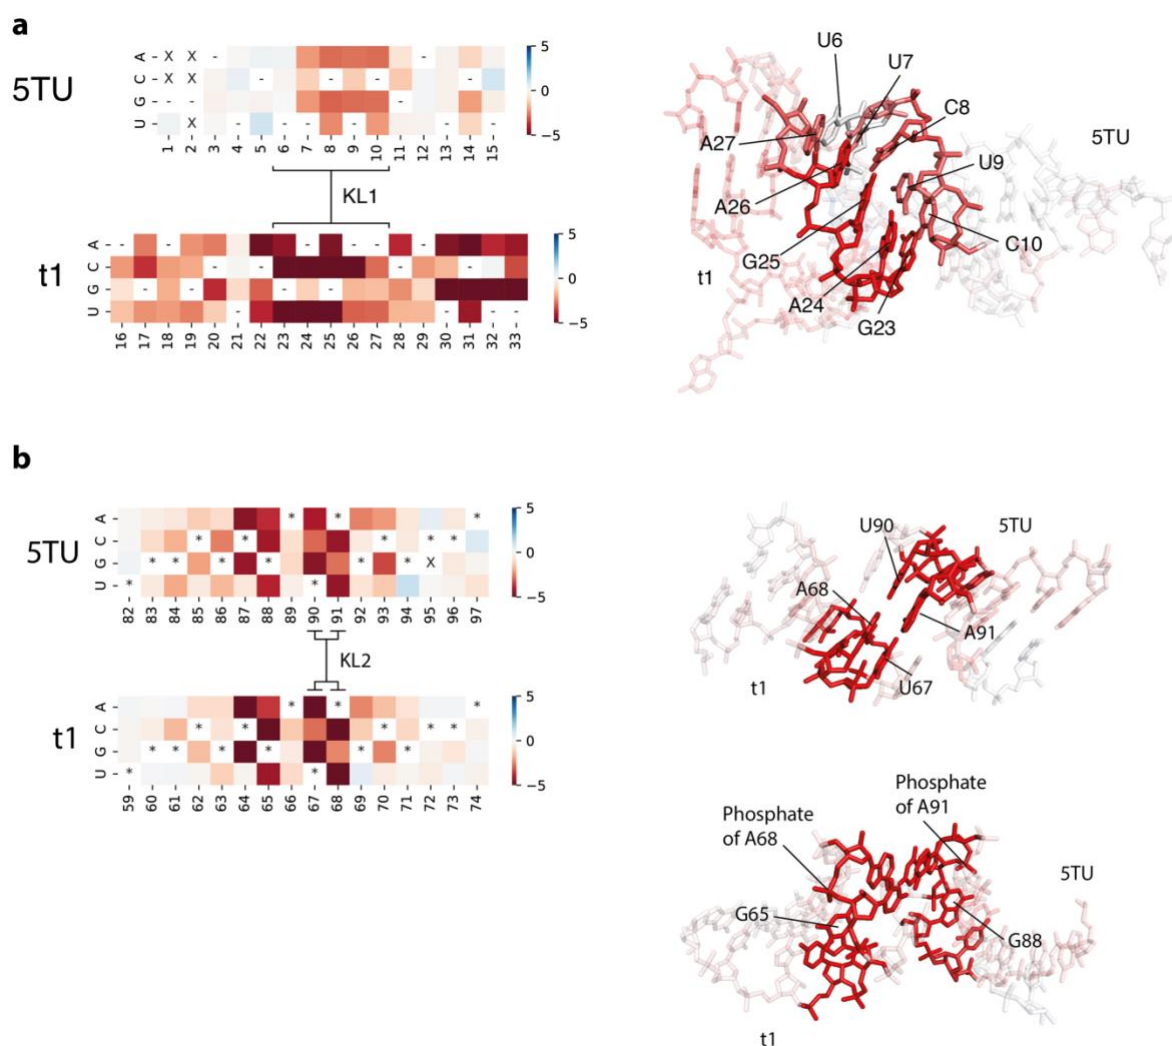 a
5TU
A - X X - -
C - X X - - - -
G - - - -
U - X - - - - -
1 2 3 4 5 6 7 8 9 10 11 12 13 14 15
5
0
-5
KL1
t1
A - - - - - - -
C - - - -
G - - - - -
U - - - -
16 17 18 19 20 21 22 23 24 25 26 27 28 29 30 31 32 33
5
0
-5
U6
U7
C8
A27
5TU
U9
A26
C10
G25
t1
A24
G23
b
5TU
A - * * *
C - * * * * *
G - * * * * * * X
U - * *
82 83 84 85 86 87 88 89 90 91 92 93 94 95 96 97
5
0
-5
KL2
t1
A - * * *
C - * * * * *
G - * * * * * *
U - * *
59 60 61 62 63 64 65 66 67 68 69 70 71 72 73 74
5
0
-5
U90
5TU
A68
A91
t1
U67
Phosphate
of A91
Phosphate
of A68
5TU
G65
G88
t1